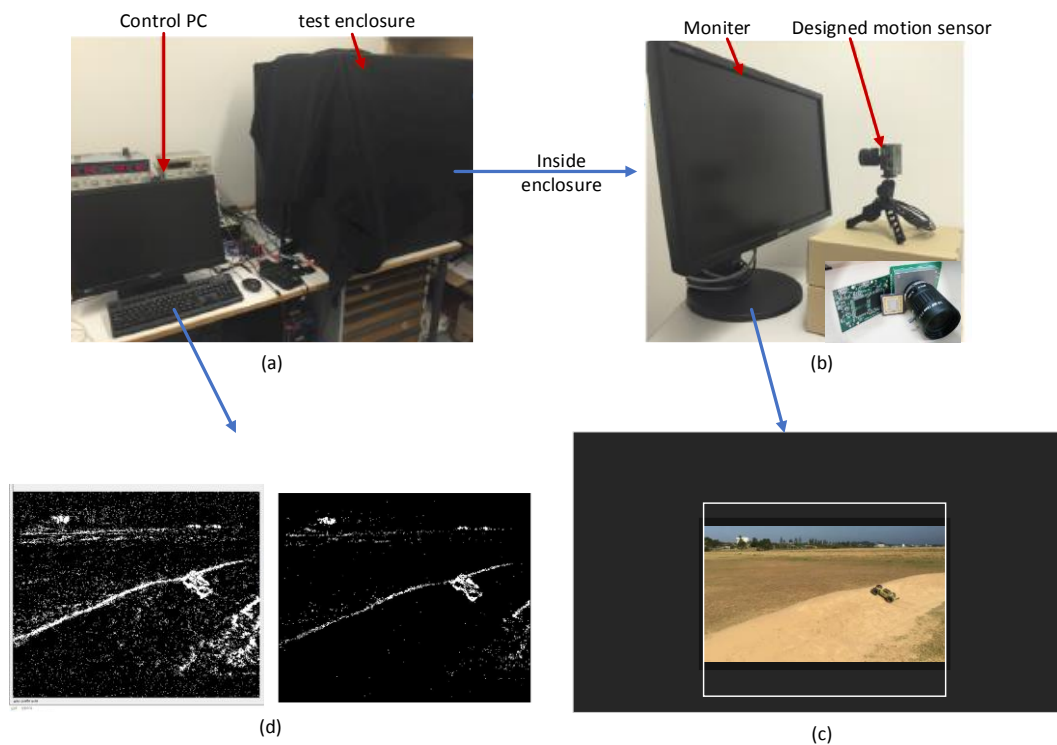 Control PC
test enclosure
Moniter
Designed motion sensor
Inside
enclosure
(a)
(b)
(d)
(c)